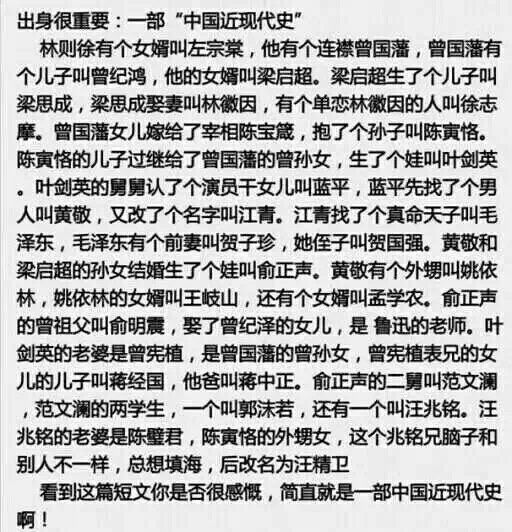 出身很重要：一部“中国近现代史”
林则徐有个女婿叫左宗棠，他有个连襟曾国藩，曾国藩有
个儿子叫曾纪鸿，他的女婿叫梁启超。梁启超生了个儿子叫
梁思成，梁思成娶妻叫林徽因，有个单恋林徽因的人叫徐志
摩。曾国藩女儿嫁给了宰相陈宝箴，抱了个孙子叫陈寅恪。
陈寅恪的儿子过继给了曾国藩的曾孙女，生了个娃叫叶剑英
。叶剑英的舅舅认了个演员干女儿叫蓝平，蓝平先找了个男
人叫黄敬，又改了个名字叫江青。江青找了个真命天子叫毛
泽东，毛泽东有个前妻叫贺子珍，她侄子叫贺国强。黄敬和
梁启超的孙女结婚生了个娃叫俞正声。黄敬有个外甥叫姚依
林，姚依林的女婿叫王岐山，还有个女婿叫孟学农。俞正声
的曾祖父叫俞明震，娶了曾纪泽的女儿，是 鲁迅的老师。叶
剑英的老婆是曾宪植，是曾国藩的曾孙女，曾宪植表兄的女
儿的儿子叫蒋经国，他爸叫蒋中正。俞正声的二舅叫范文澜
，范文澜的两学生，一个叫郭沫若，还有一个叫汪兆铭。汪
兆铭的老婆是陈璧君，陈寅恪的外甥女，这个兆铭兄脑子和
别人不一样，总想填海，后改名为汪精卫
看到这篇短文你是否很感慨，简直就是一部中国近现代史
啊！